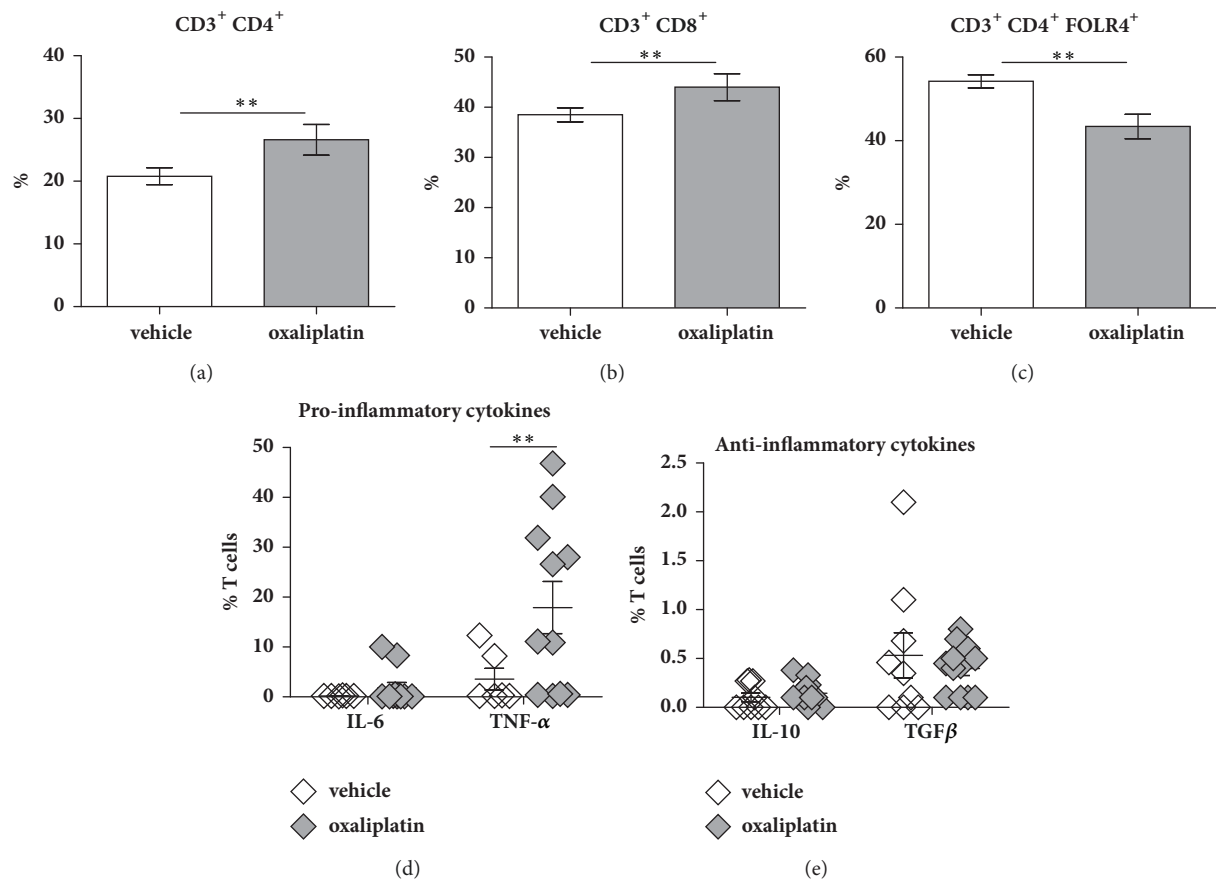 CD3+ CD4+
40
30
20
10
0
%
**
vehicle
oxaliplatin
(a)
CD3+ CD8+
50
40
30
20
10
0
%
**
vehicle
oxaliplatin
(b)
CD3+ CD4+ FOLR4+
60
40
20
0
%
**
vehicle
oxaliplatin
(c)
Pro-inflammatory cytokines
50
40
30
20
10
0
% T cells
**
IL-6
TNF-α
vehicle
oxaliplatin
(d)
Anti-inflammatory cytokines
2.5
2.0
1.5
1.0
0.5
0.0
% T cells
IL-10
TGFβ
vehicle
oxaliplatin
(e)